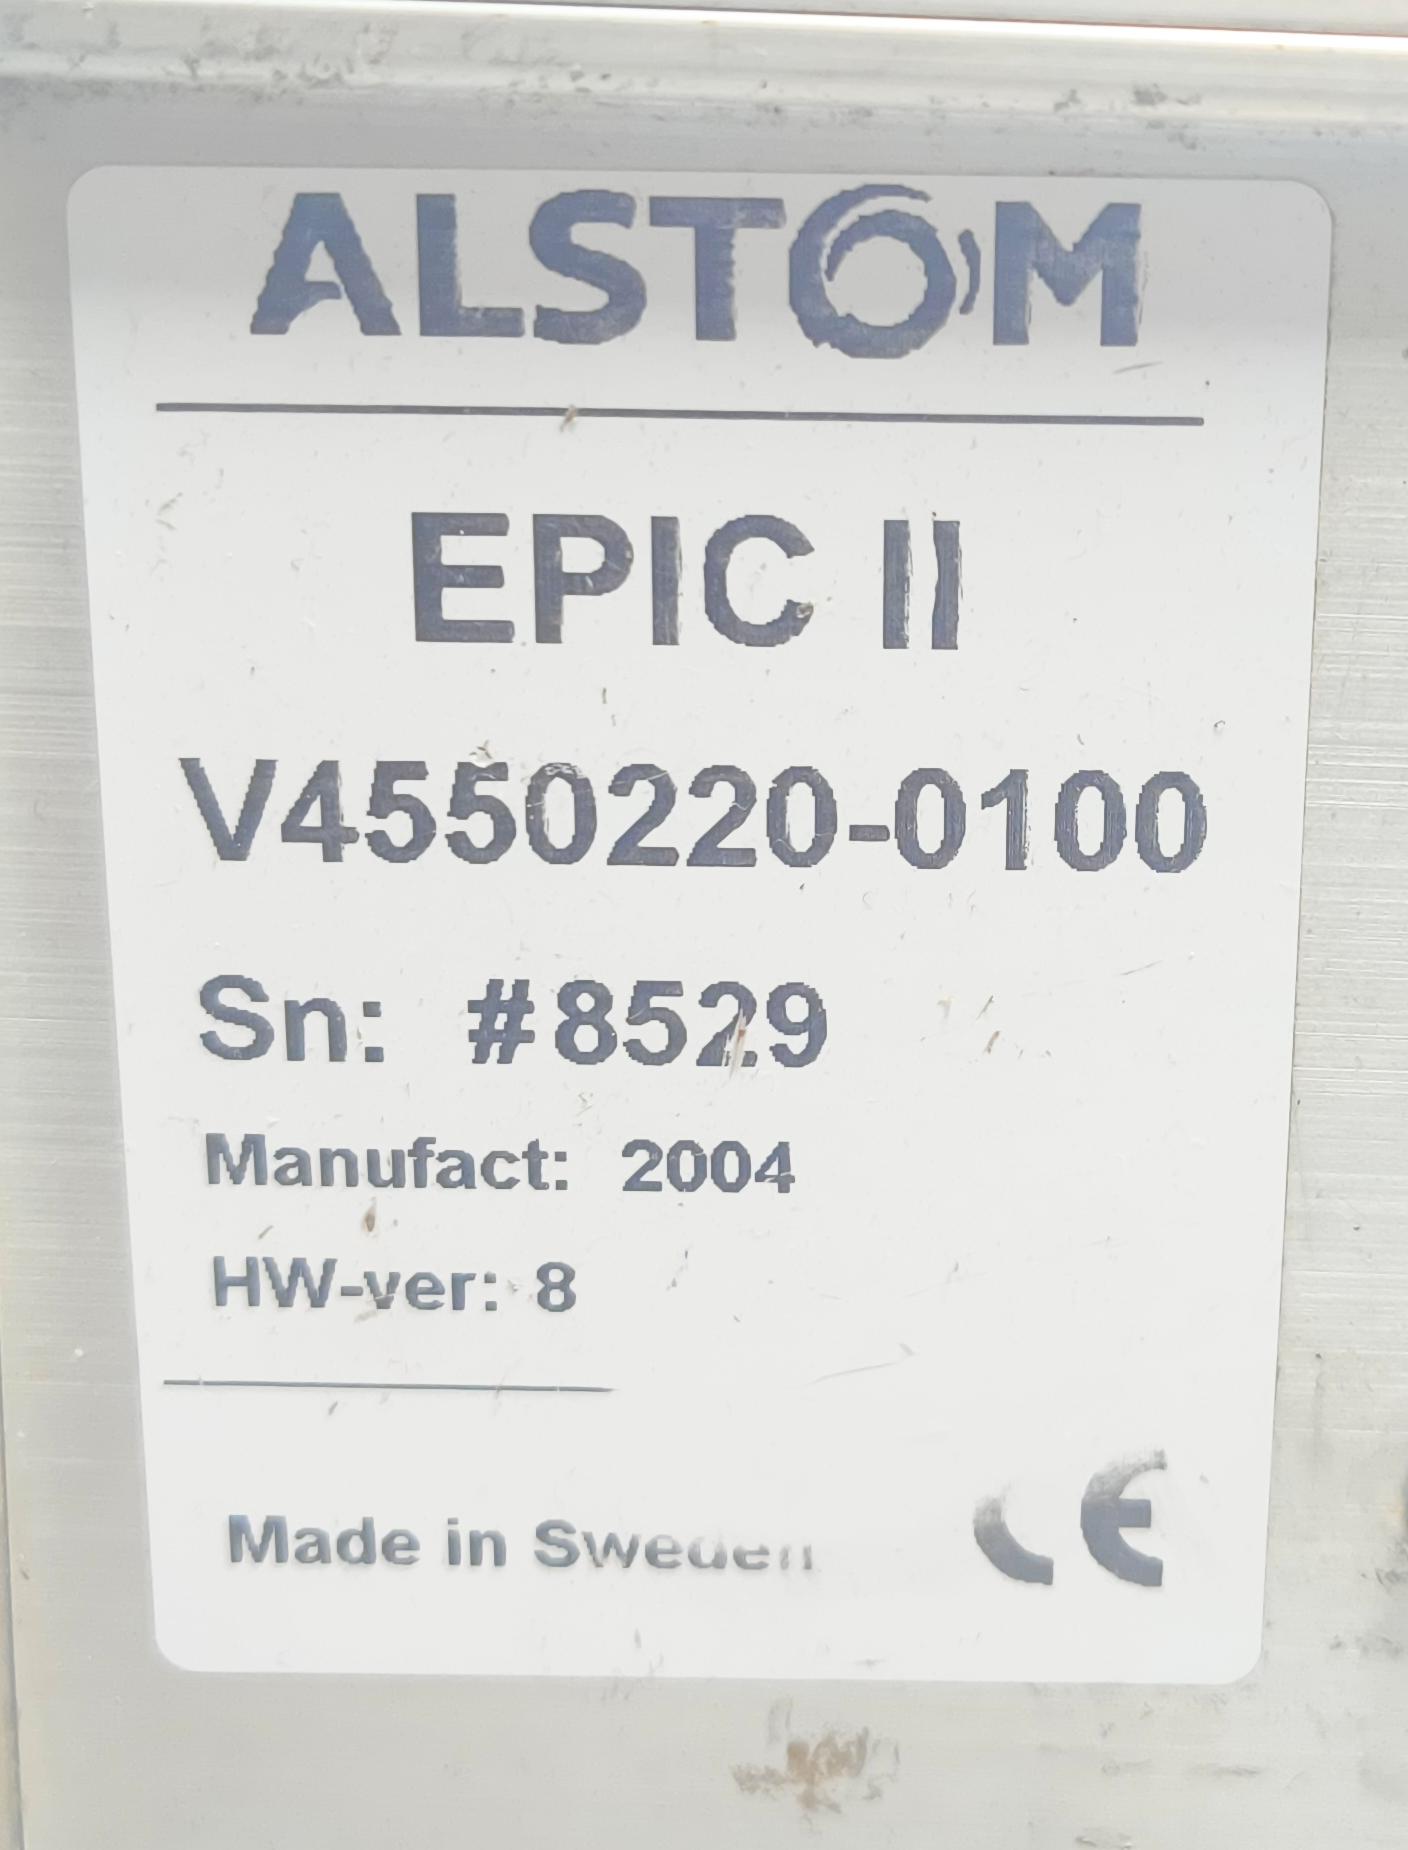 ALSTOM
EPIC II
V4550220-0100
Sn: #8529
Manufact: 2004
HW-ver: 8
Made in Sweden
CE